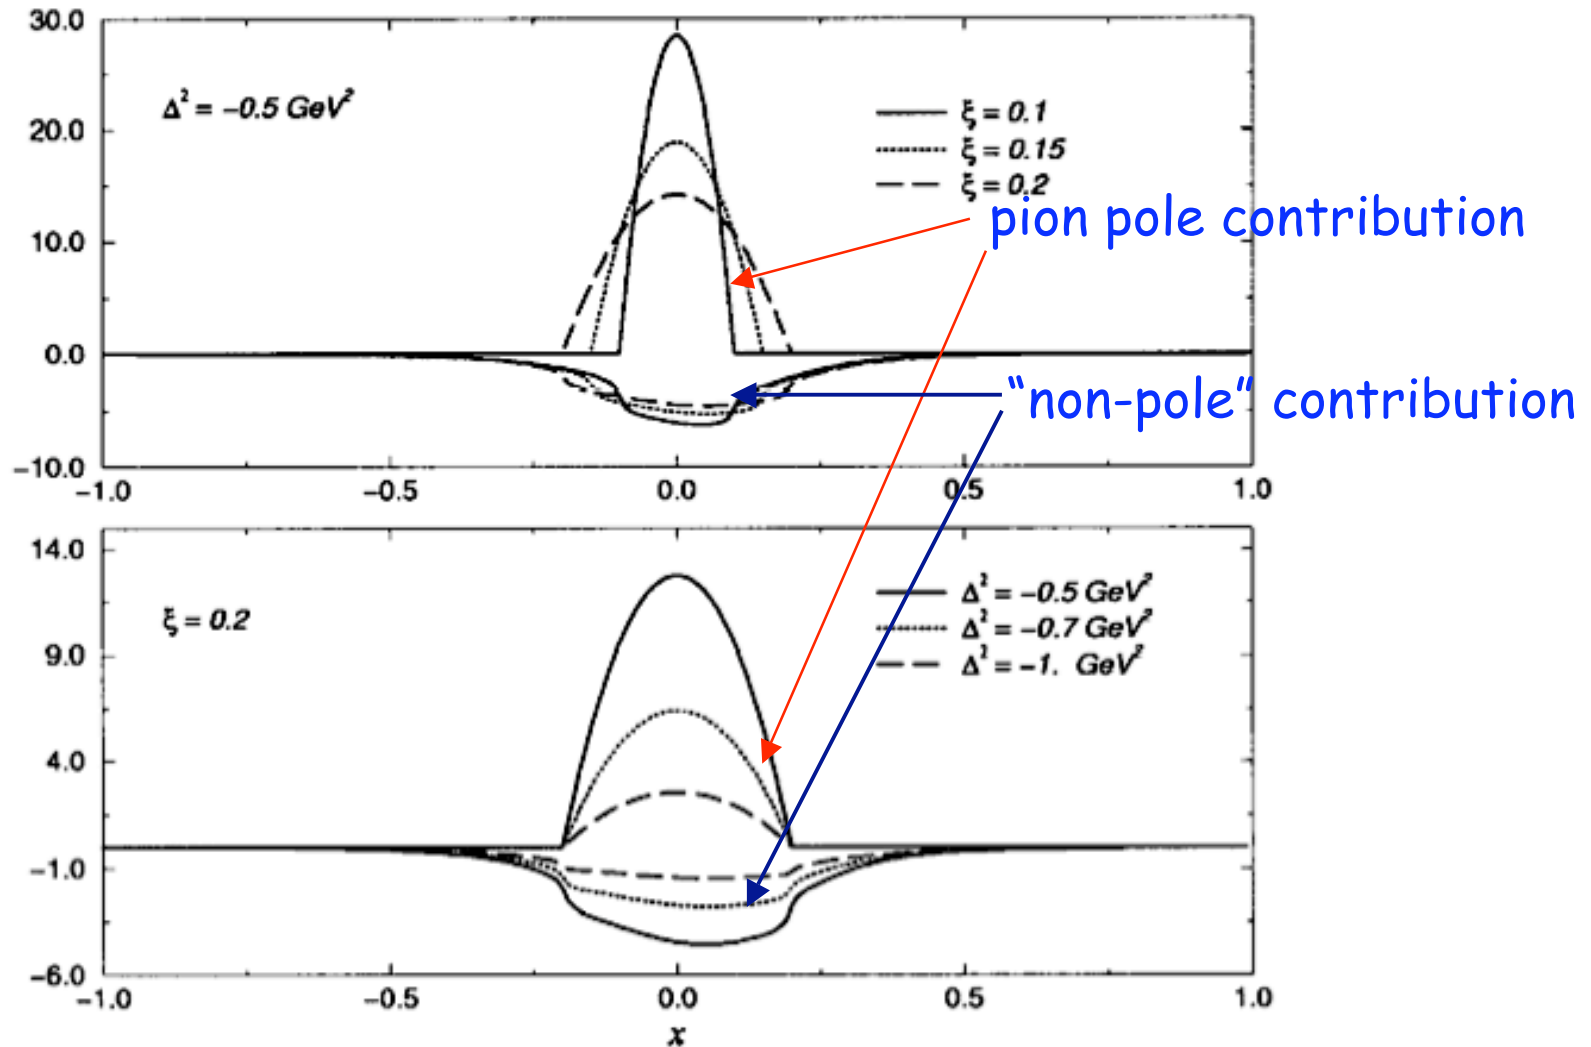 30.0
20.0
10.0
0.0
−10.0
Δ² = −0.5 GeV²
ξ = 0.1
ξ = 0.15
ξ = 0.2
pion pole contribution
“non-pole” contribution
−1.0 −0.5 0.0 0.5 1.0
14.0
9.0
4.0
−1.0
−6.0
ξ = 0.2
Δ² = −0.5 GeV²
Δ² = −0.7 GeV²
Δ² = −1. GeV²
−1.0 −0.5 0.0 0.5 1.0
x